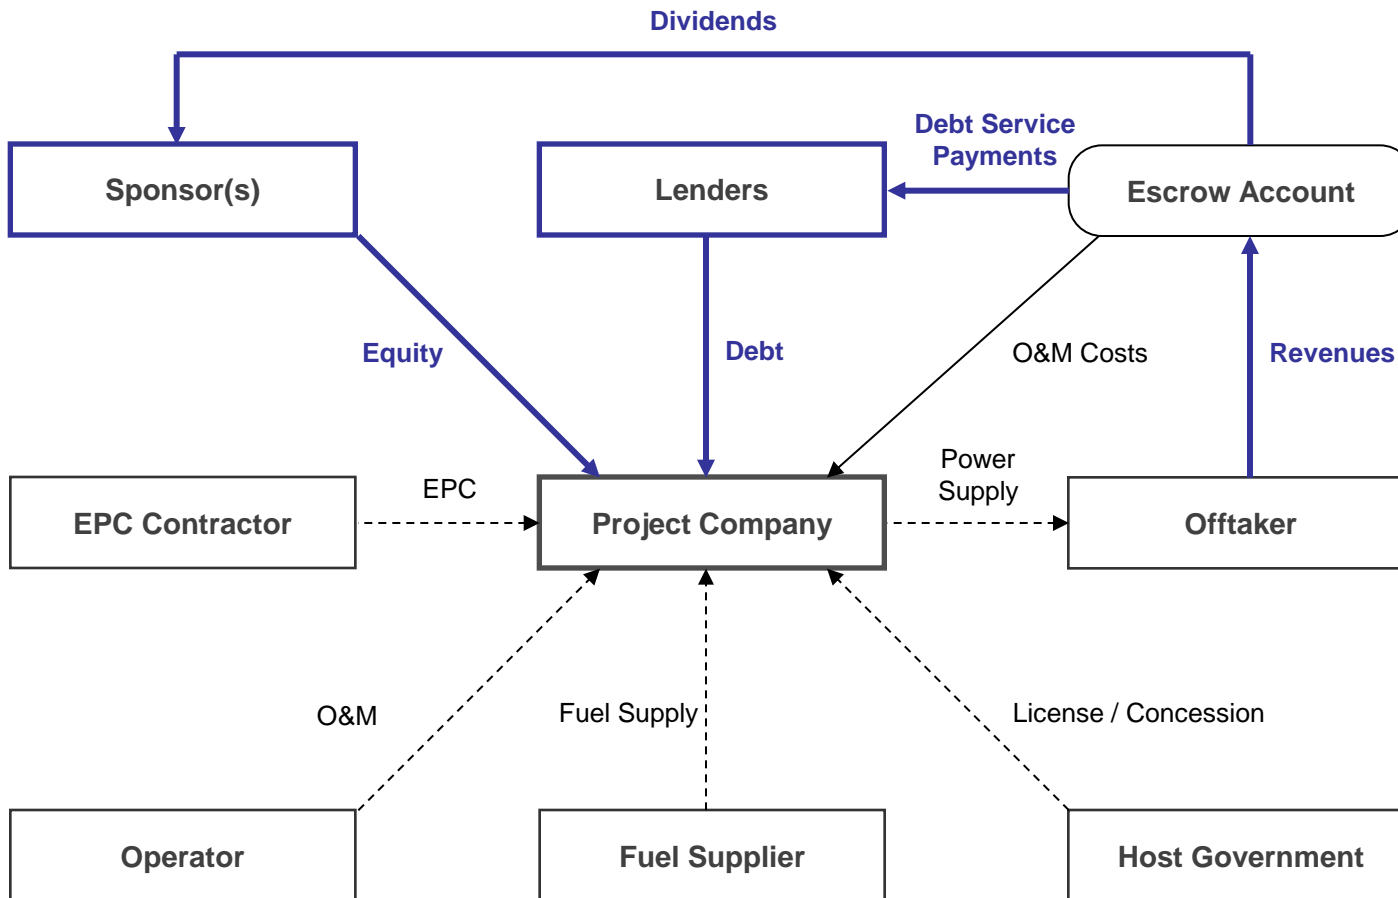 Dividends
Debt Service
Payments
Sponsor(s)
Lenders
Escrow Account
Equity
Debt
O&M Costs
Revenues
EPC
Power
Supply
EPC Contractor
Project Company
Offtaker
O&M
Fuel Supply
License / Concession
Operator
Fuel Supplier
Host Government